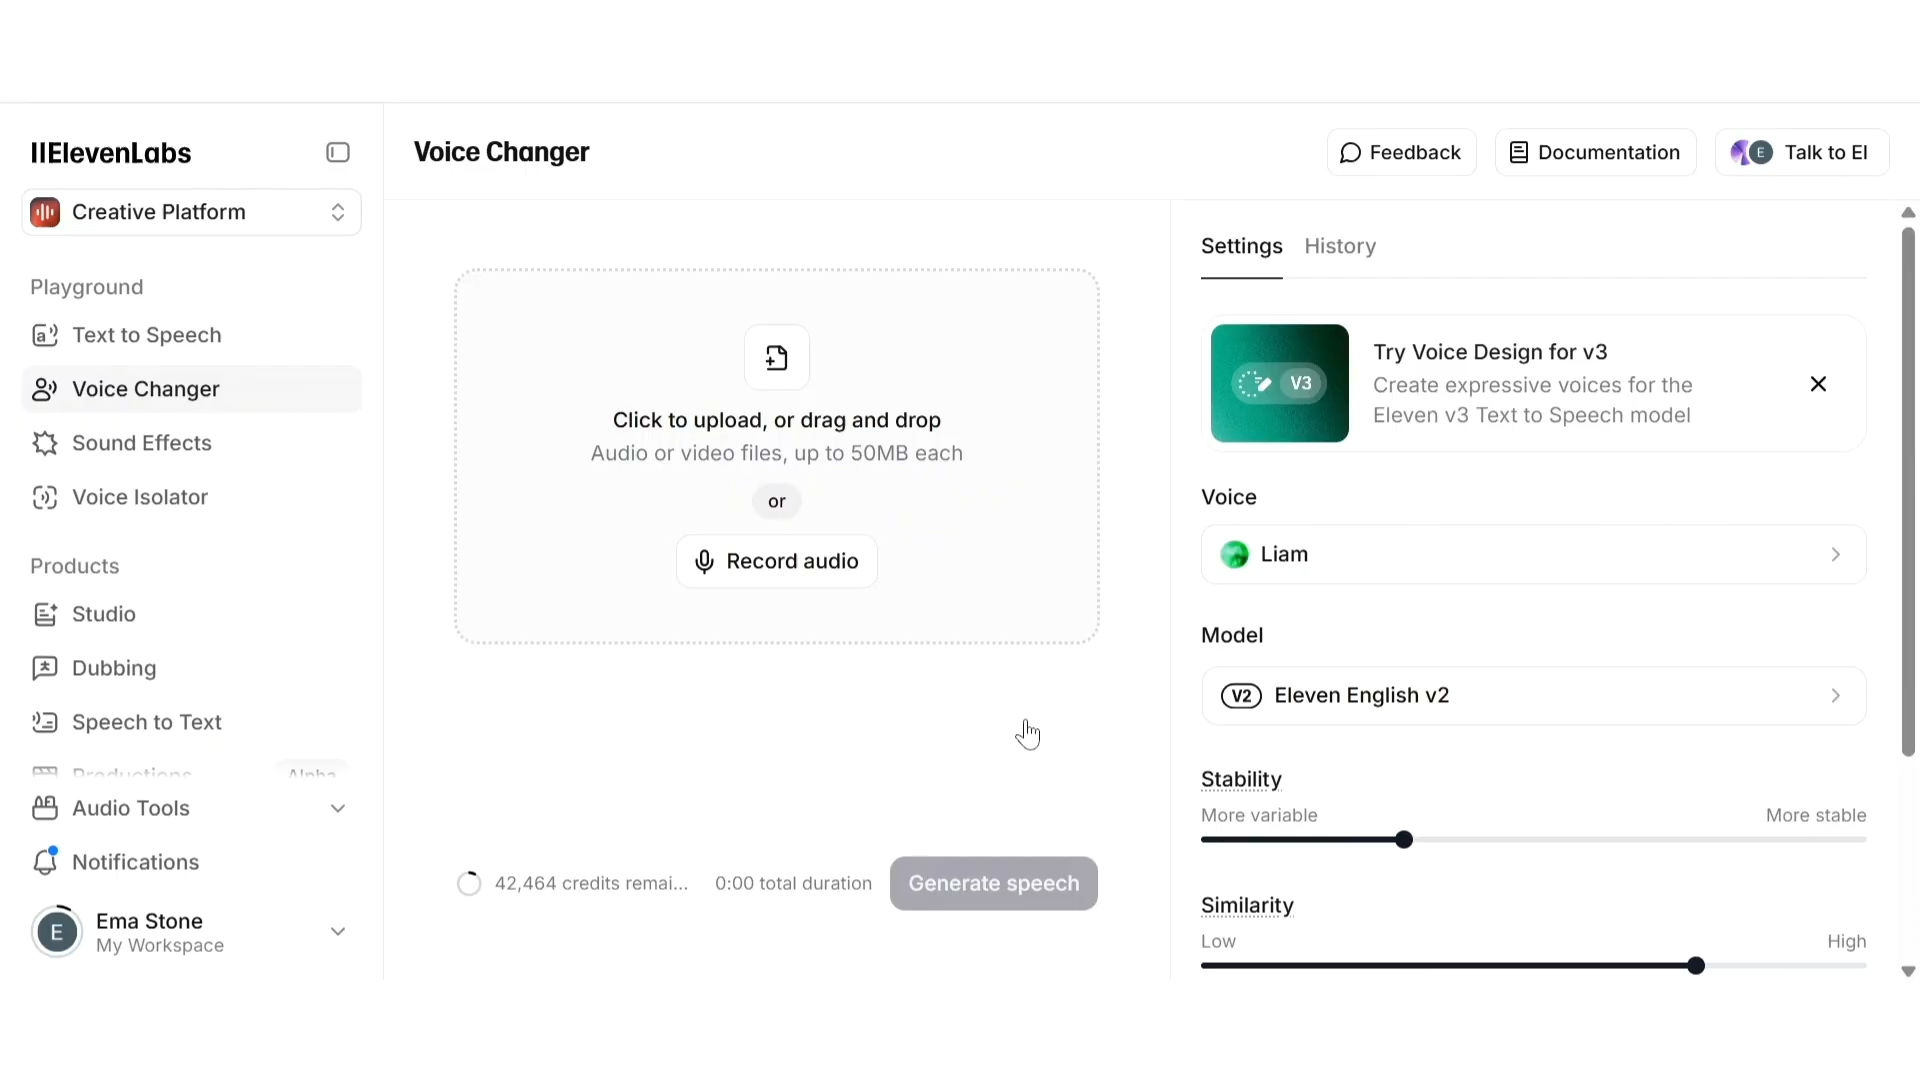 IIElevenLabs
Creative Platform
Playground
Text to Speech
Voice Changer
Sound Effects
Voice Isolator
Products
Studio
Dubbing
Speech to Text
Productions
Alpha
Audio Tools
Notifications
E
Ema Stone
My Workspace
Voice Changer
Feedback
Documentation
E
Talk to El
Click to upload, or drag and drop
Audio or video files, up to 50MB each
or
Record audio
42,464 credits remai...
0:00 total duration
Generate speech
Settings
History
V3
Try Voice Design for v3
Create expressive voices for the
Eleven v3 Text to Speech model
Voice
Liam
Model
V2 Eleven English v2
Stability
More variable
More stable
Similarity
Low
High